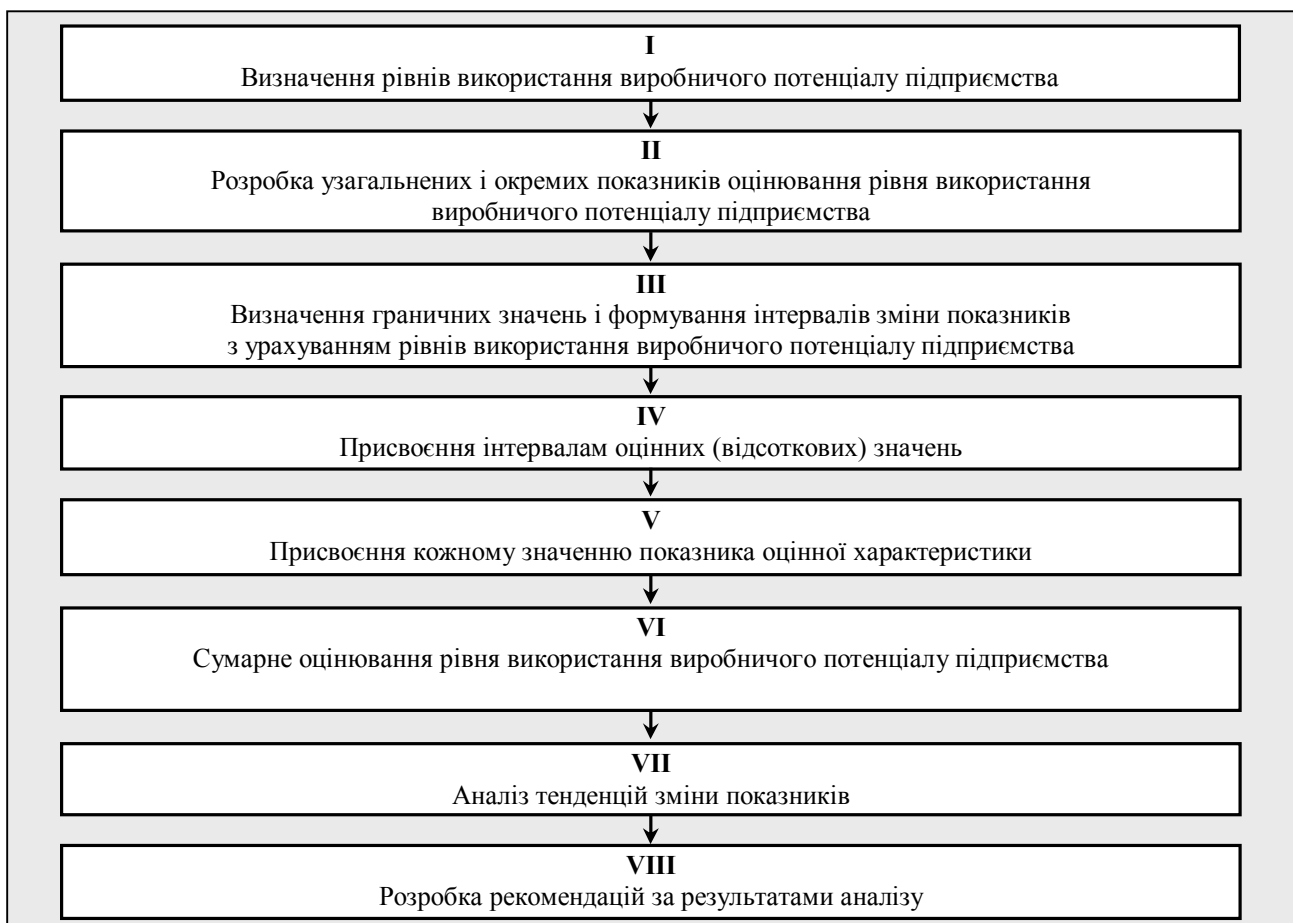 I
Визначення рівнів використання виробничого потенціалу підприємства
II
Розробка узагальнених і окремих показників оцінювання рівня використання
виробничого потенціалу підприємства
III
Визначення граничних значень і формування інтервалів зміни показників
з урахуванням рівнів використання виробничого потенціалу підприємства
IV
Присвоєння інтервалам оцінних (відсоткових) значень
V
Присвоєння кожному значенню показника оцінної характеристики
VI
Сумарне оцінювання рівня використання виробничого потенціалу підприємства
VII
Аналіз тенденцій зміни показників
VIII
Розробка рекомендацій за результатами аналізу